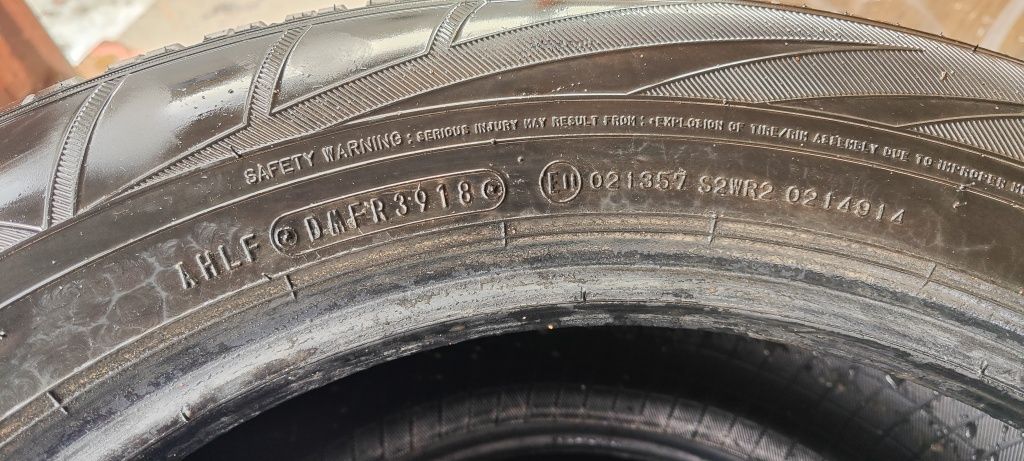 SAFETY WARNING: SERIOUS INJURY MAY RESULT FROM: •EXPLOSION OF TIRE/RIM ASSEMBLY DUE TO IMPROPER
AHLF DMFR3918 E11 021357 S2WR2 0214914